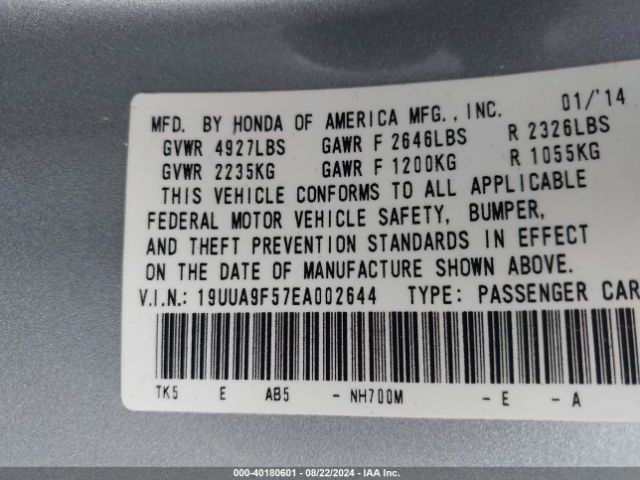 MFD. BY HONDA OF AMERICA MFG., INC. 01/'14
GVWR 4927LBS GAWR F 2646LBS R 2326LBS
GVWR 2235KG GAWR F 1200KG R 1055KG
THIS VEHICLE CONFORMS TO ALL APPLICABLE
FEDERAL MOTOR VEHICLE SAFETY, BUMPER,
AND THEFT PREVENTION STANDARDS IN EFFECT
ON THE DATE OF MANUFACTURE SHOWN ABOVE.
V.I.N.: 19UUA9F57EA002644 TYPE: PASSENGER CAR
TK5 E AB5 - NH700M - E - A
000-40180601 - 08/22/2024 - IAA Inc.